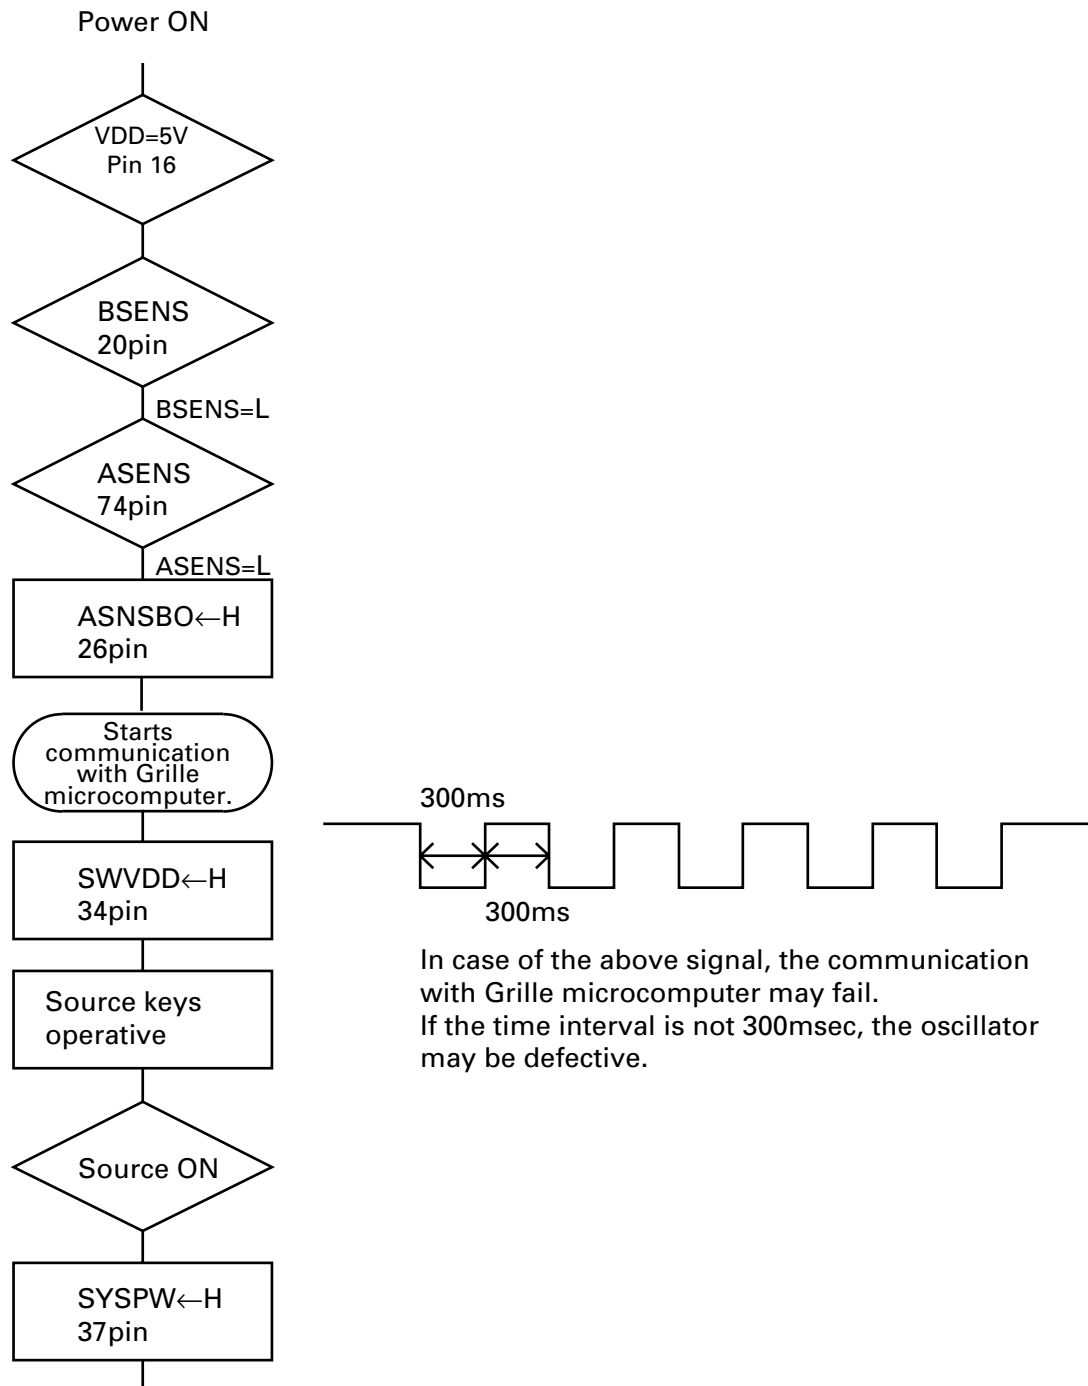 Power ON
VDD=5V
Pin 16
BSENS
20pin
BSENS=L
ASENS
74pin
ASENS=L
ASNSBO←H
26pin
Starts
communication
with Grille
microcomputer.
SWVDD←H
34pin
Source keys
operative
Source ON
SYSPW←H
37pin
300ms
300ms
In case of the above signal, the communication
with Grille microcomputer may fail.
If the time interval is not 300msec, the oscillator
may be defective.